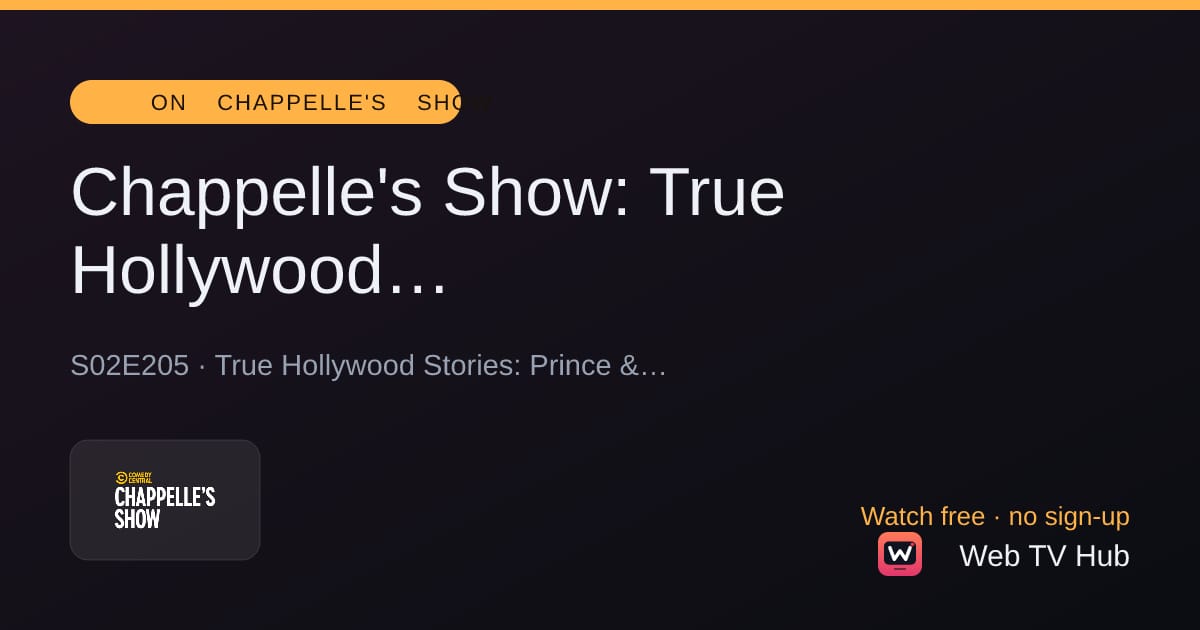 ON CHAPPELLE'S SHOW
Chappelle's Show: True
Hollywood…
S02E205 · True Hollywood Stories: Prince &…
COMEDY
CENTRAL
CHAPPELLE'S
SHOW
Watch free · no sign-up
W
Web TV Hub